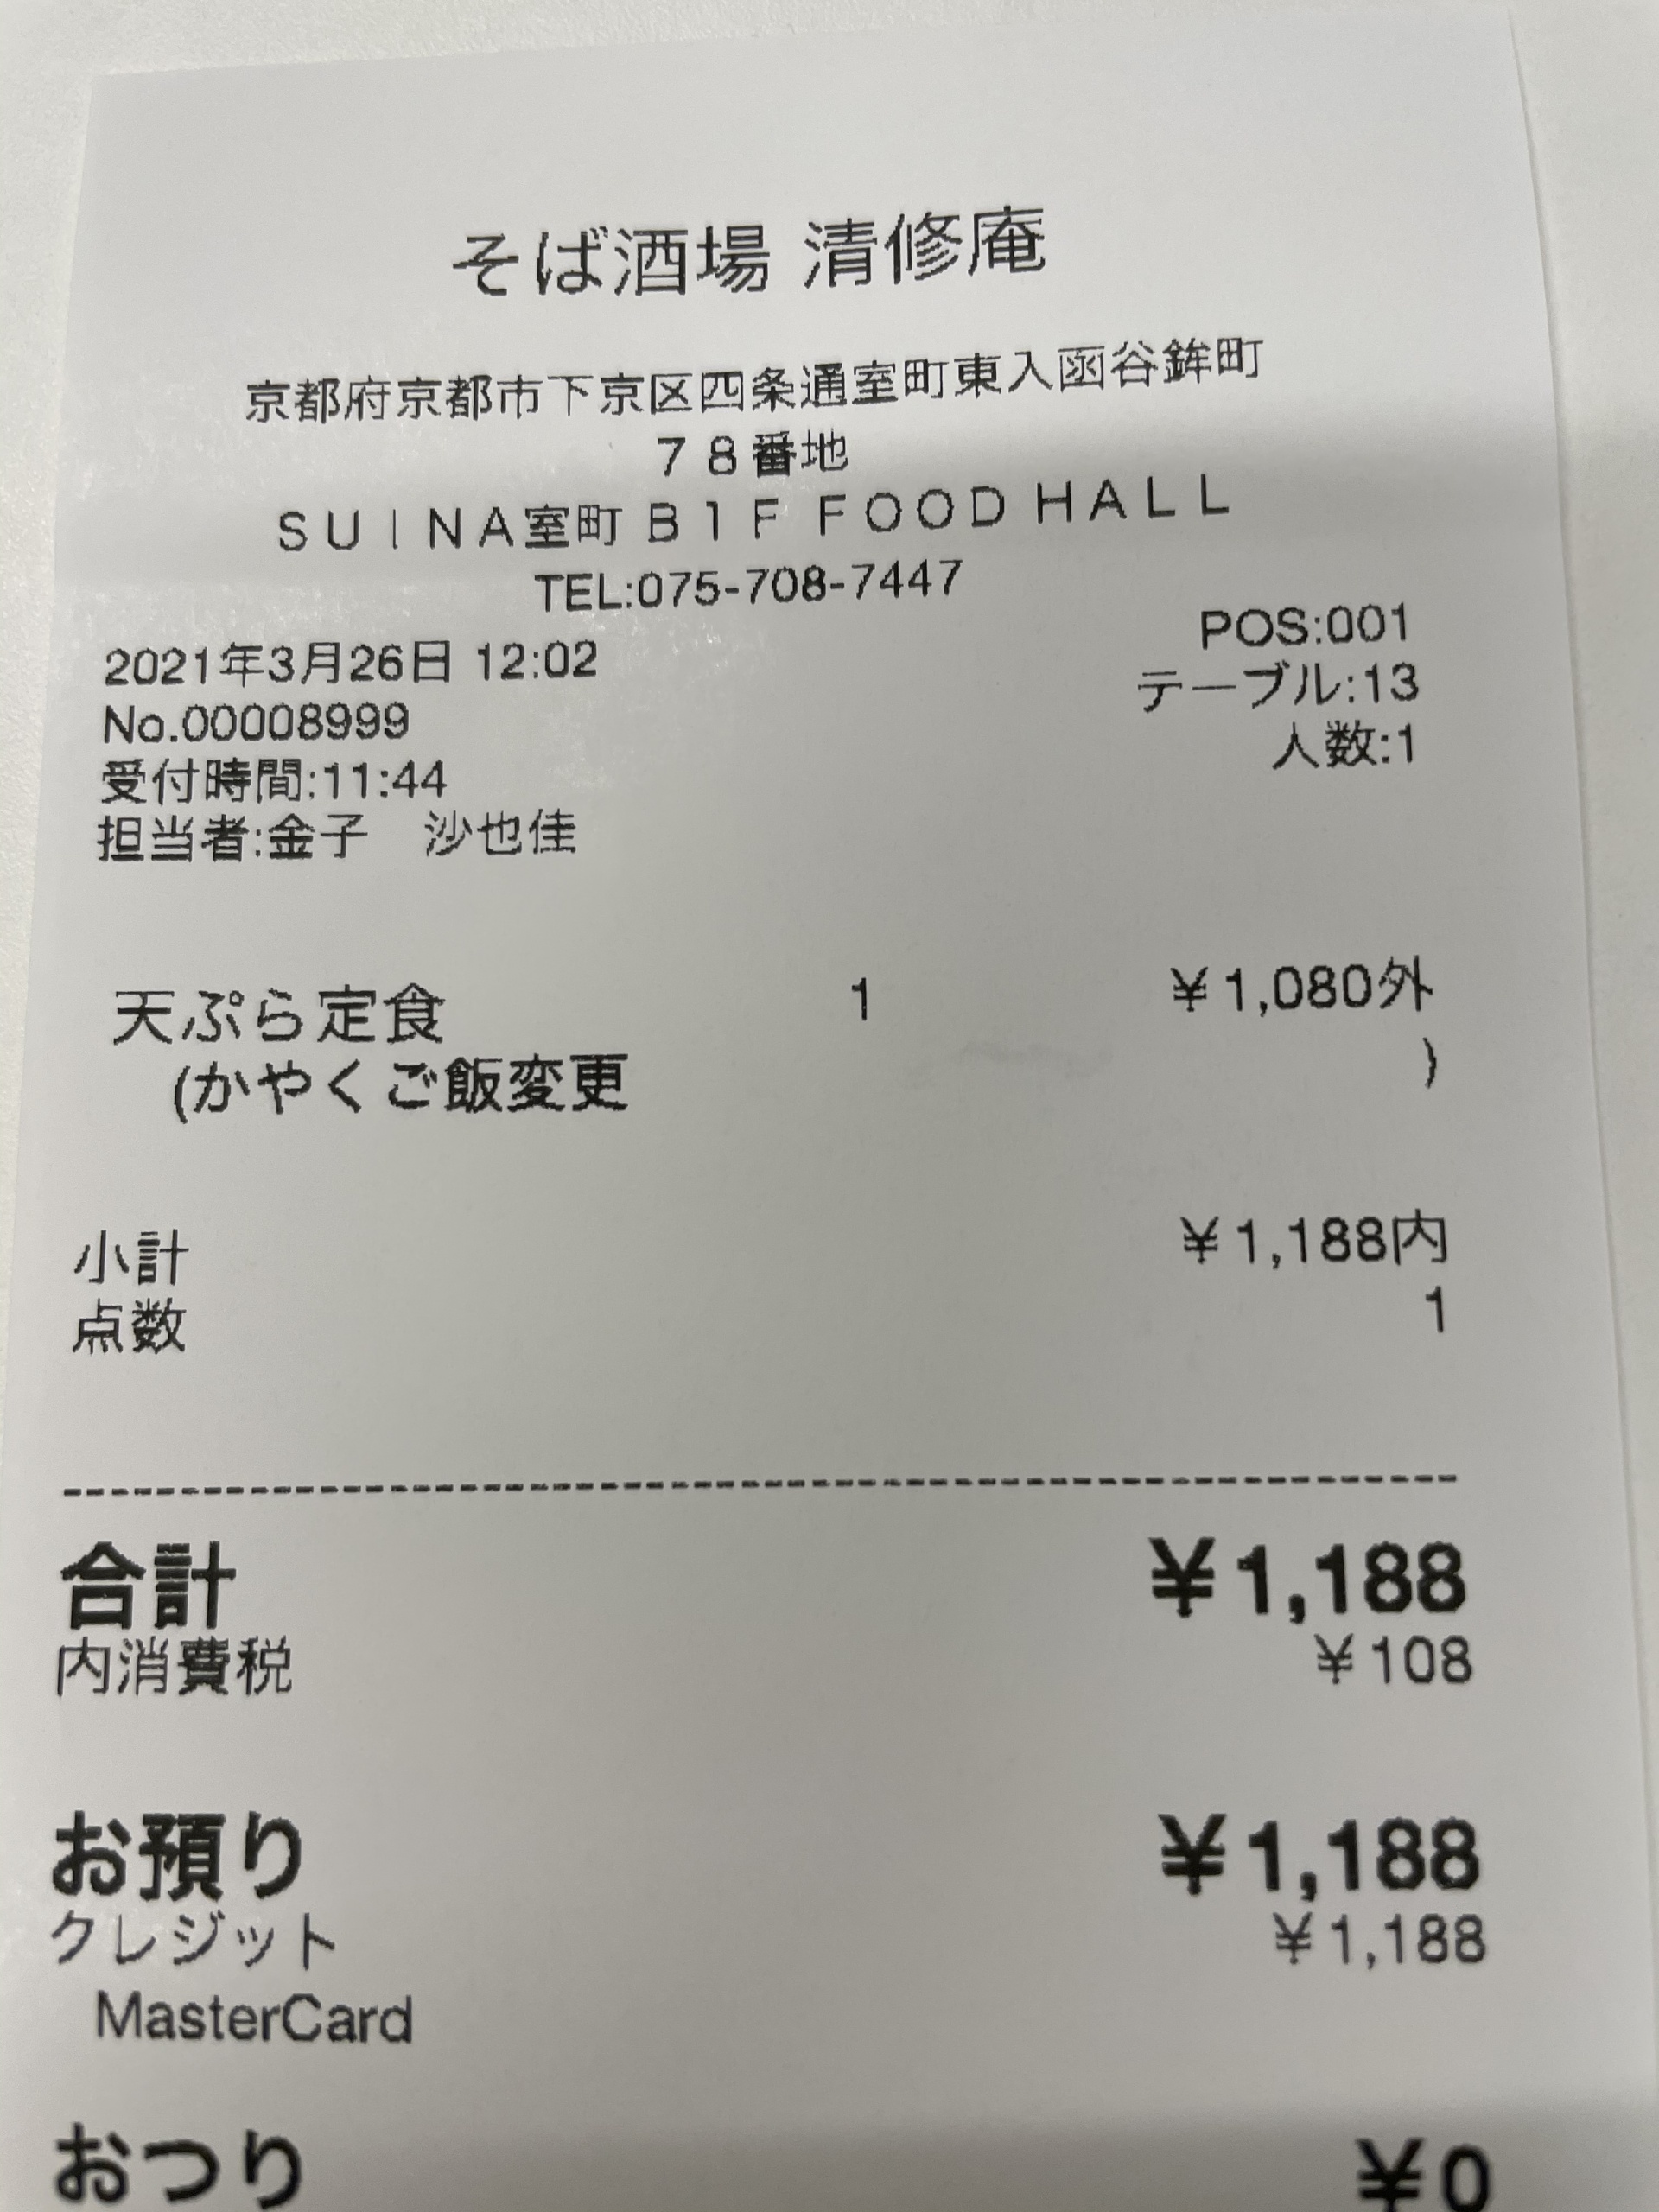 そば酒場 清修庵
京都府京都市下京区四条通室町東入函谷鉾町
７８番地
ＳＵＩＮＡ室町 Ｂ１Ｆ ＦＯＯＤ ＨＡＬＬ
TEL:075-708-7447
POS:001
2021年3月26日 12:02
テーブル:13
No.00008999
人数:1
受付時間:11:44
担当者:金子　沙也佳
天ぷら定食 1 ¥1,080外
(かやくご飯変更 )
小計 ¥1,188内
点数 1
--------------------------------
合計 ¥1,188
内消費税 ¥108
お預り ¥1,188
クレジット ¥1,188
MasterCard
おつり ¥0